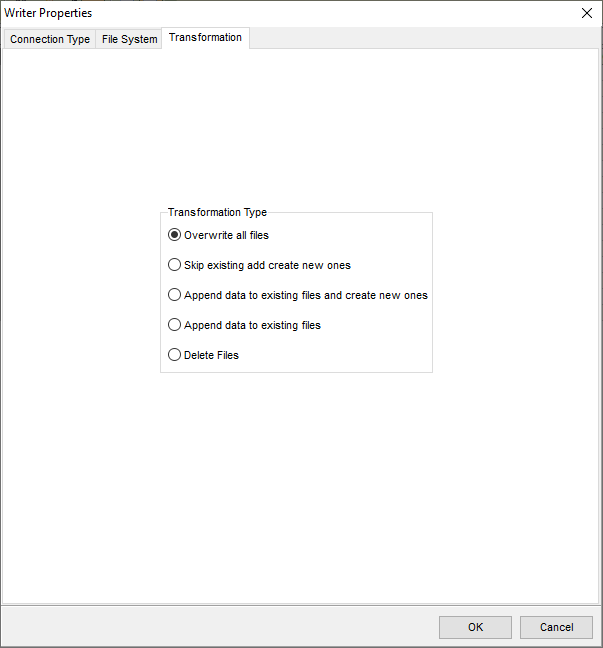 Writer Properties
Connection Type File System Transformation
Transformation Type
Overwrite all files
Skip existing add create new ones
Append data to existing files and create new ones
Append data to existing files
Delete Files
OK Cancel